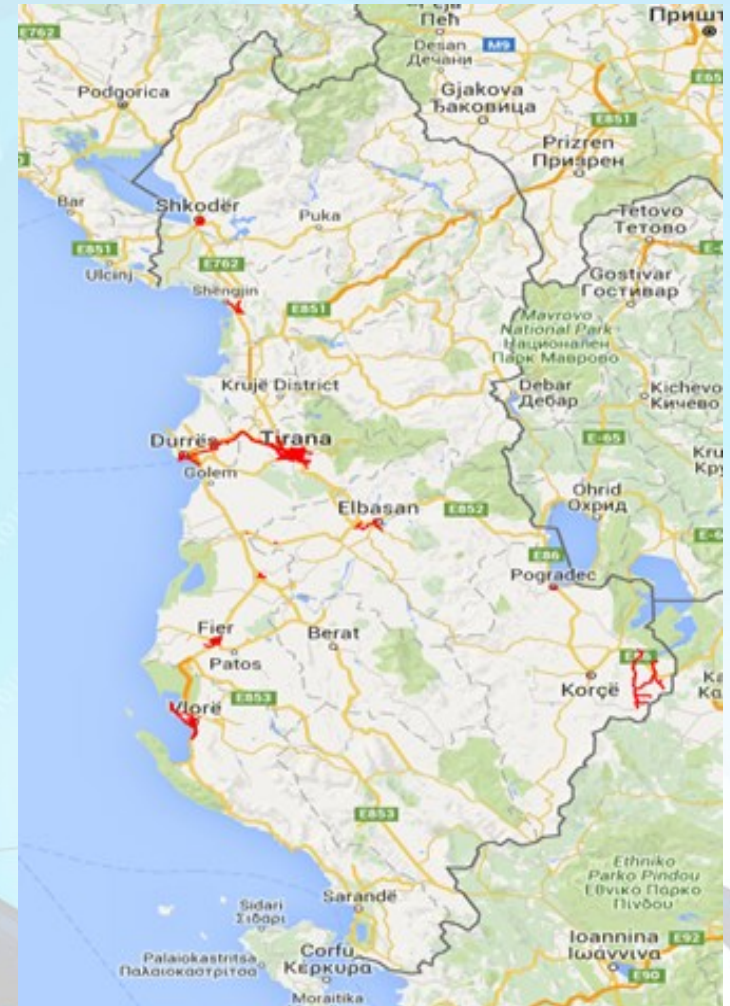 E762
Пећ
M9
Desan
Дечани
Пришт
E65
Podgorica
Gjakova
Ђаковица
E851
Prizren
Призрен
Bar
Shkodër
Puka
Tetovo
Тетово
E851
Ulcinj
E762
Gostivar
Гостивар
Shëngjin
E851
Mavrovo
National Park
Национален
Парк Маврово
Krujë District
Debar
Дебар
Kichevo
Кичево
Durrës
Tirana
E-65
Golem
Elbasan
E852
Ohrid
Охрид
E86
Pogradec
Fier
Berat
Patos
Korçë
Vlorë
E853
E853
Ethniko
Parko Pindou
Εθνικό Πάρκο
Πίνδου
Sarandë
Sidari
Σιδάρι
Corfu
Κέρκυρα
Palaiokastritsa
Παλαιοκαστρίτσα
Ioannina
Ιωάννινα
E92
E90
Moraitika